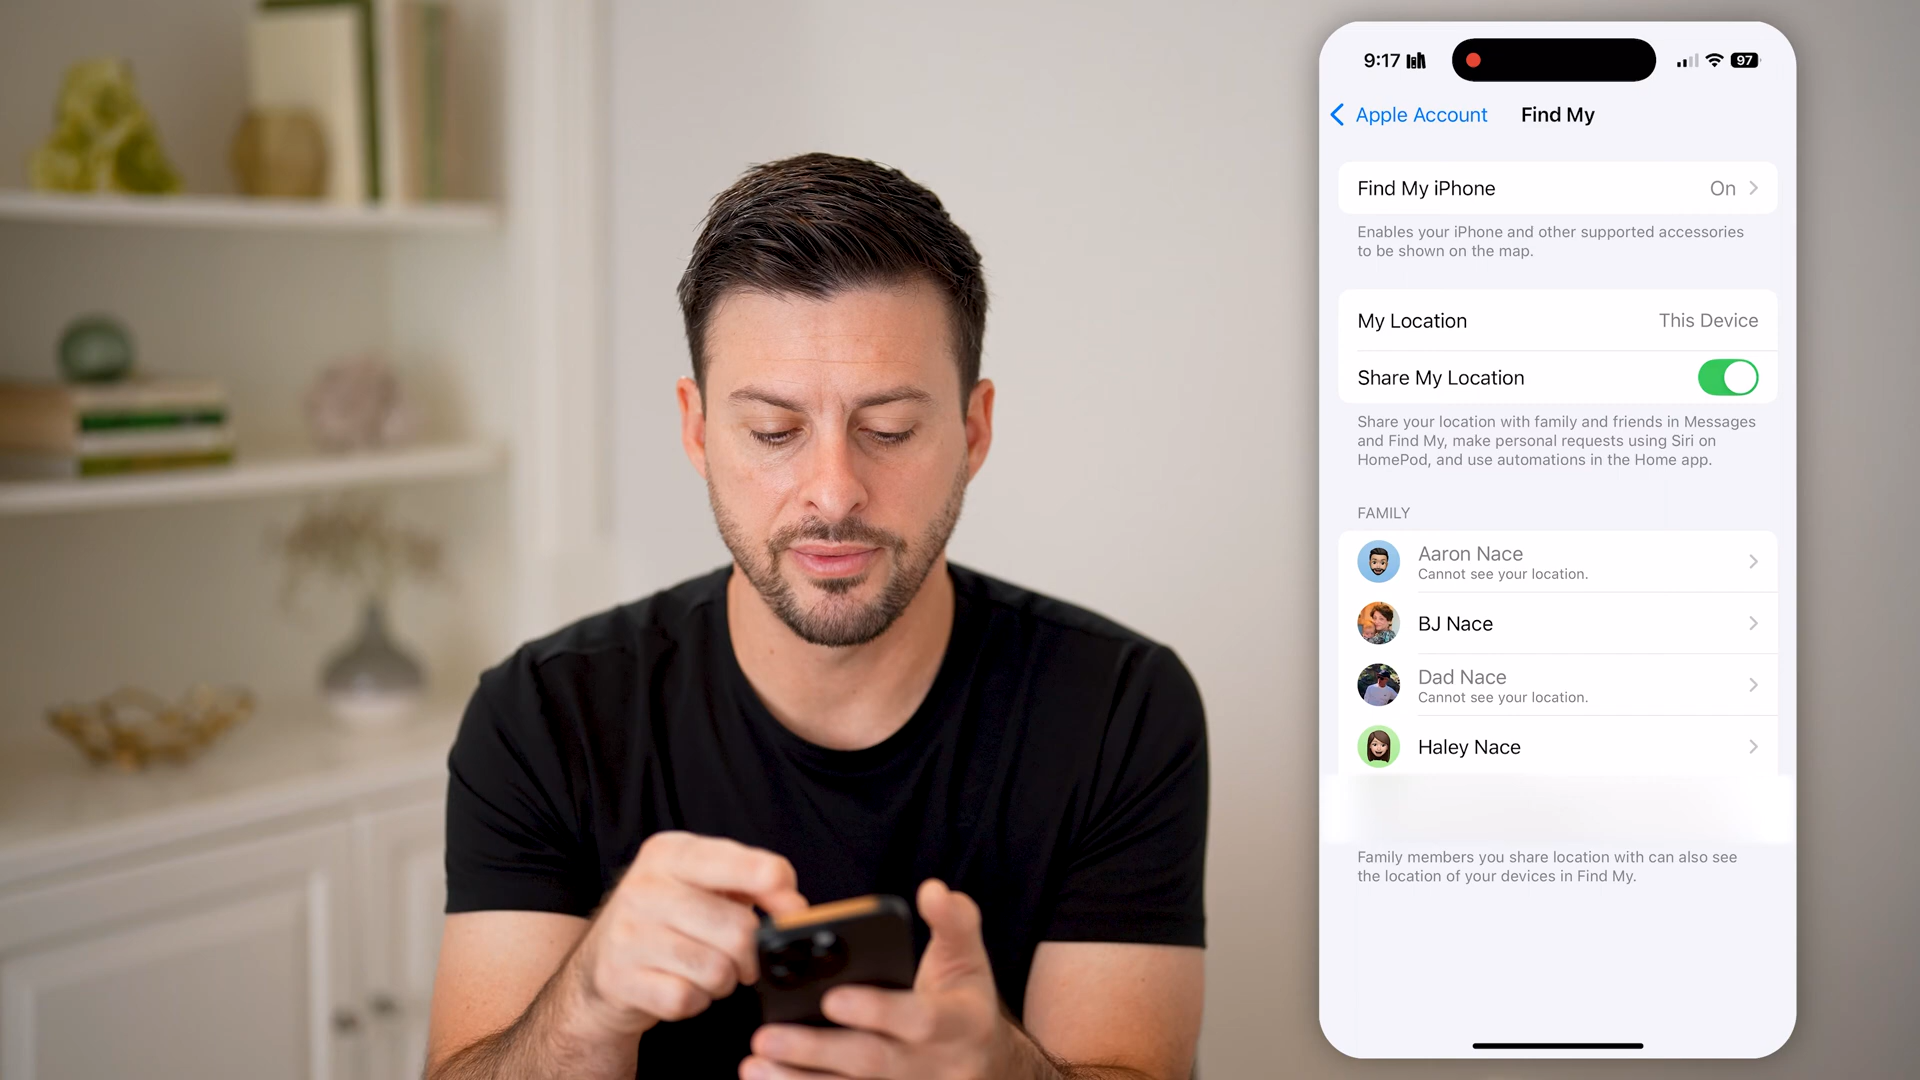 9:17
97
Apple Account
Find My
Find My iPhone
On
Enables your iPhone and other supported accessories
to be shown on the map.
My Location
This Device
Share My Location
Share your location with family and friends in Messages
and Find My, make personal requests using Siri on
HomePod, and use automations in the Home app.
FAMILY
Aaron Nace
Cannot see your location.
BJ Nace
Dad Nace
Cannot see your location.
Haley Nace
Family members you share location with can also see
the location of your devices in Find My.